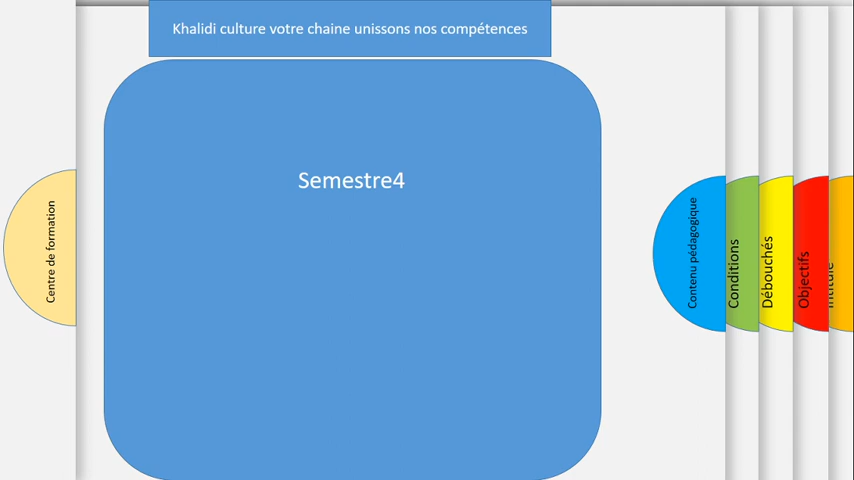 Khalidi culture votre chaine unissons nos compétences
Semestre4
Centre de formation
Contenu pédagogique
Conditions
Débouchés
Objectifs